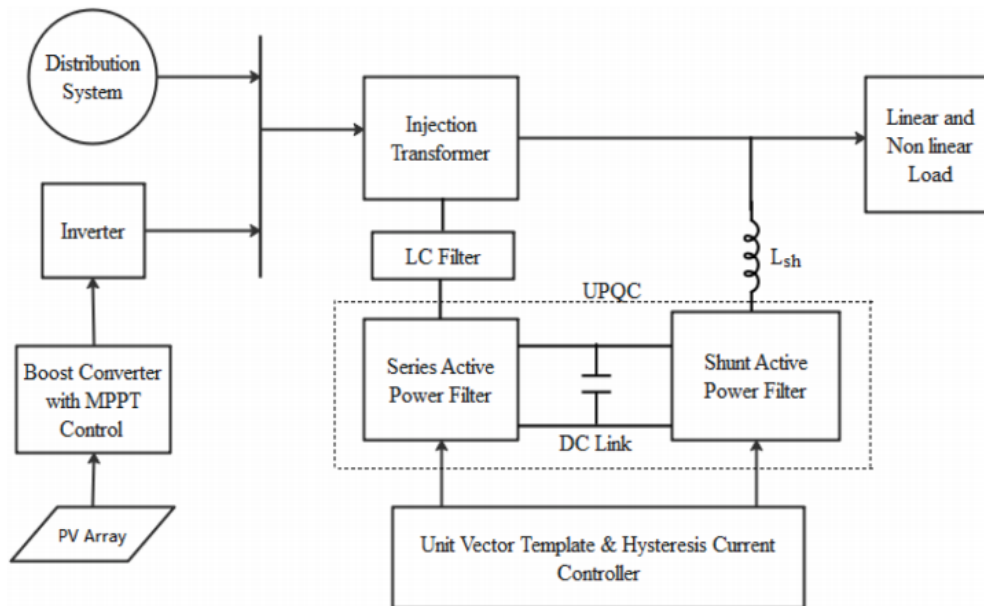 Distribution
System
Injection
Transformer
Linear and
Non linear
Load
Inverter
LC Filter
L_sh
UPQC
Boost Converter
with MPPT
Control
Series Active
Power Filter
Shunt Active
Power Filter
DC Link
PV Array
Unit Vector Template & Hysteresis Current
Controller